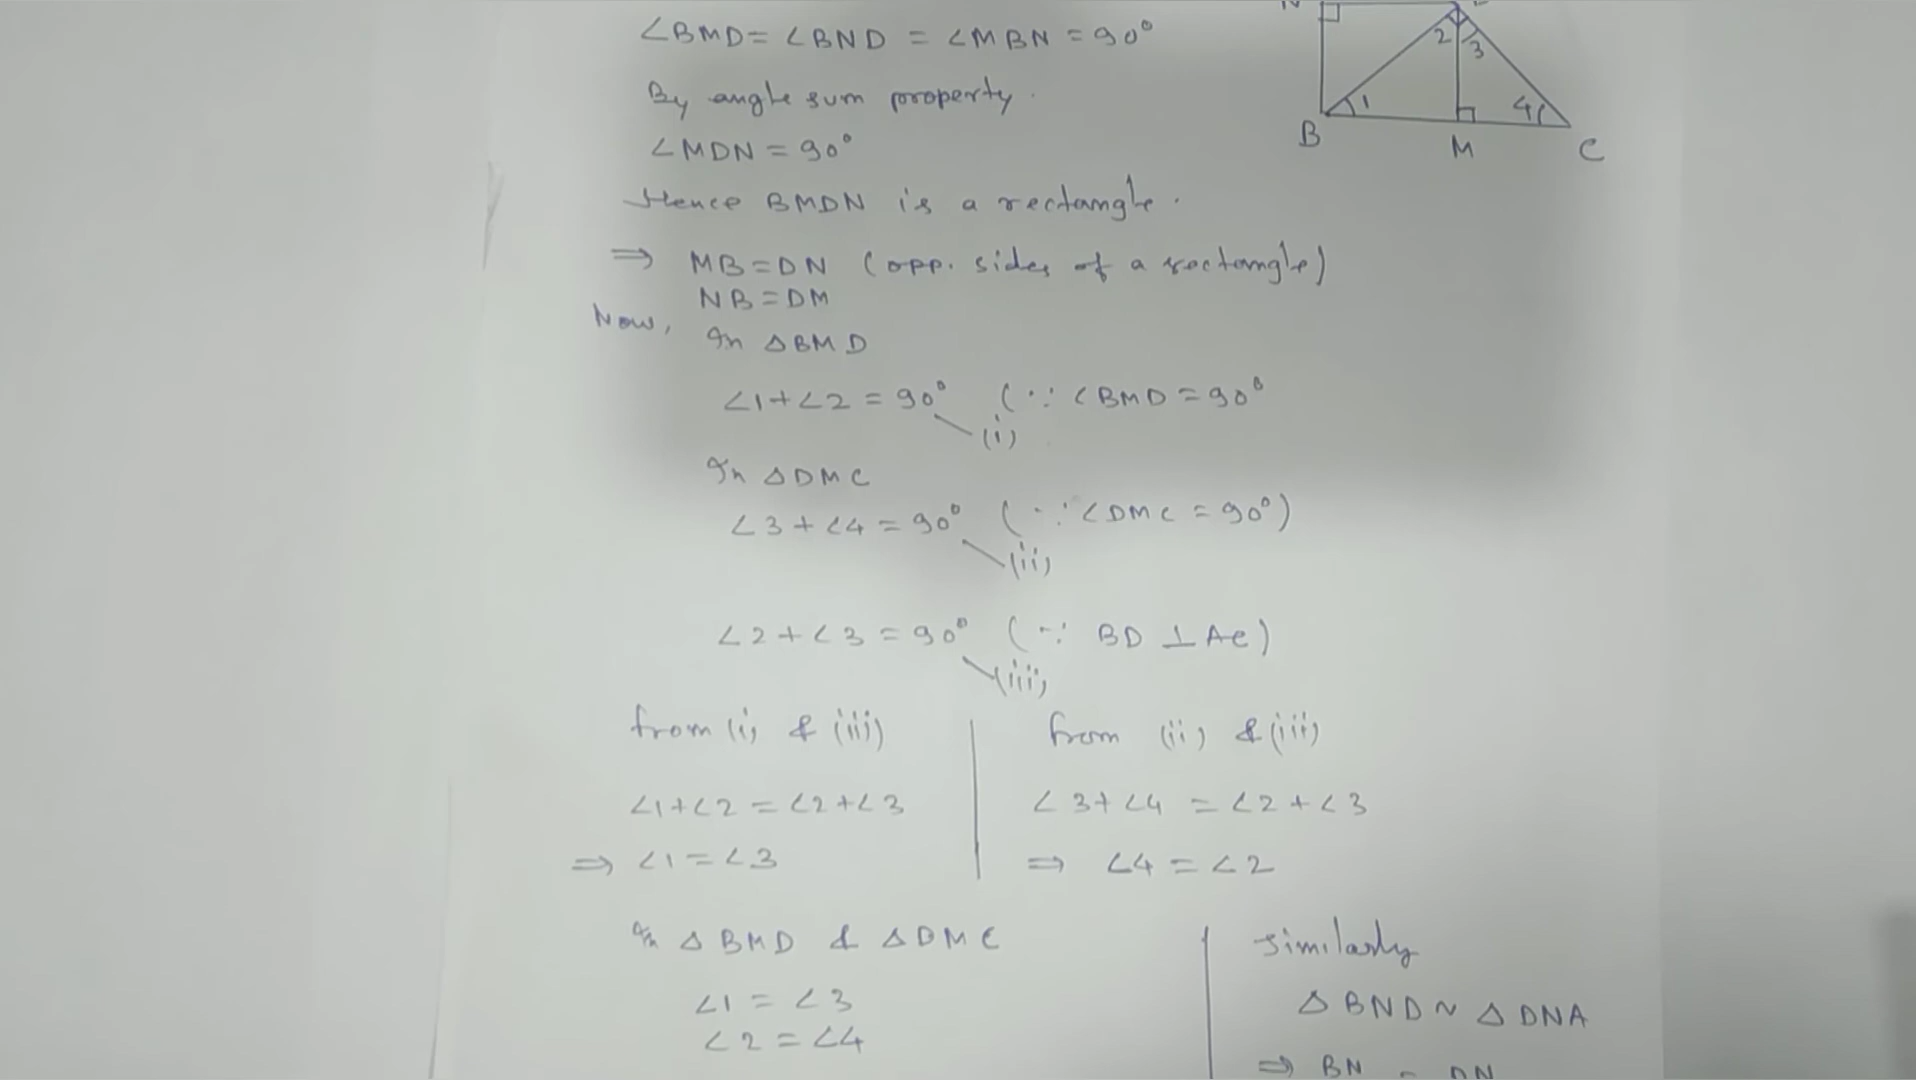 ∠BMD = ∠BND = ∠MBN = 90°
By angle sum property.
∠MDN = 90°
Hence BMDN is a rectangle.
⇒ MB = DN (opp. sides of a rectangle)
NB = DM
Now,
In △BMD
∠1+∠2 = 90° (∵ ∠BMD = 90°
(i)
In △DMC
∠3+∠4 = 90° (∵ ∠DMC = 90°)
(ii)
∠2+∠3 = 90° (∵ BD ⊥ AC)
(iii)
from (i) & (iii)
∠1+∠2 = ∠2+∠3
⇒ ∠1 = ∠3
from (ii) & (iii)
∠3+∠4 = ∠2+∠3
⇒ ∠4 = ∠2
In △BMD & △DMC
∠1 = ∠3
∠2 = ∠4
Similarly
△BND ~ △DNA
⇒ BN = DN
2 3
1 4
B M C